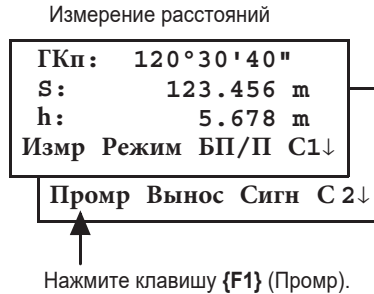 Измерение расстояний
ГКп: 120°30'40"
S: 123.456 m
h: 5.678 m
Измр Режим БП/П С1↓
Промр Вынос Сигн С 2↓
Нажмите клавишу {F1} (Промр).